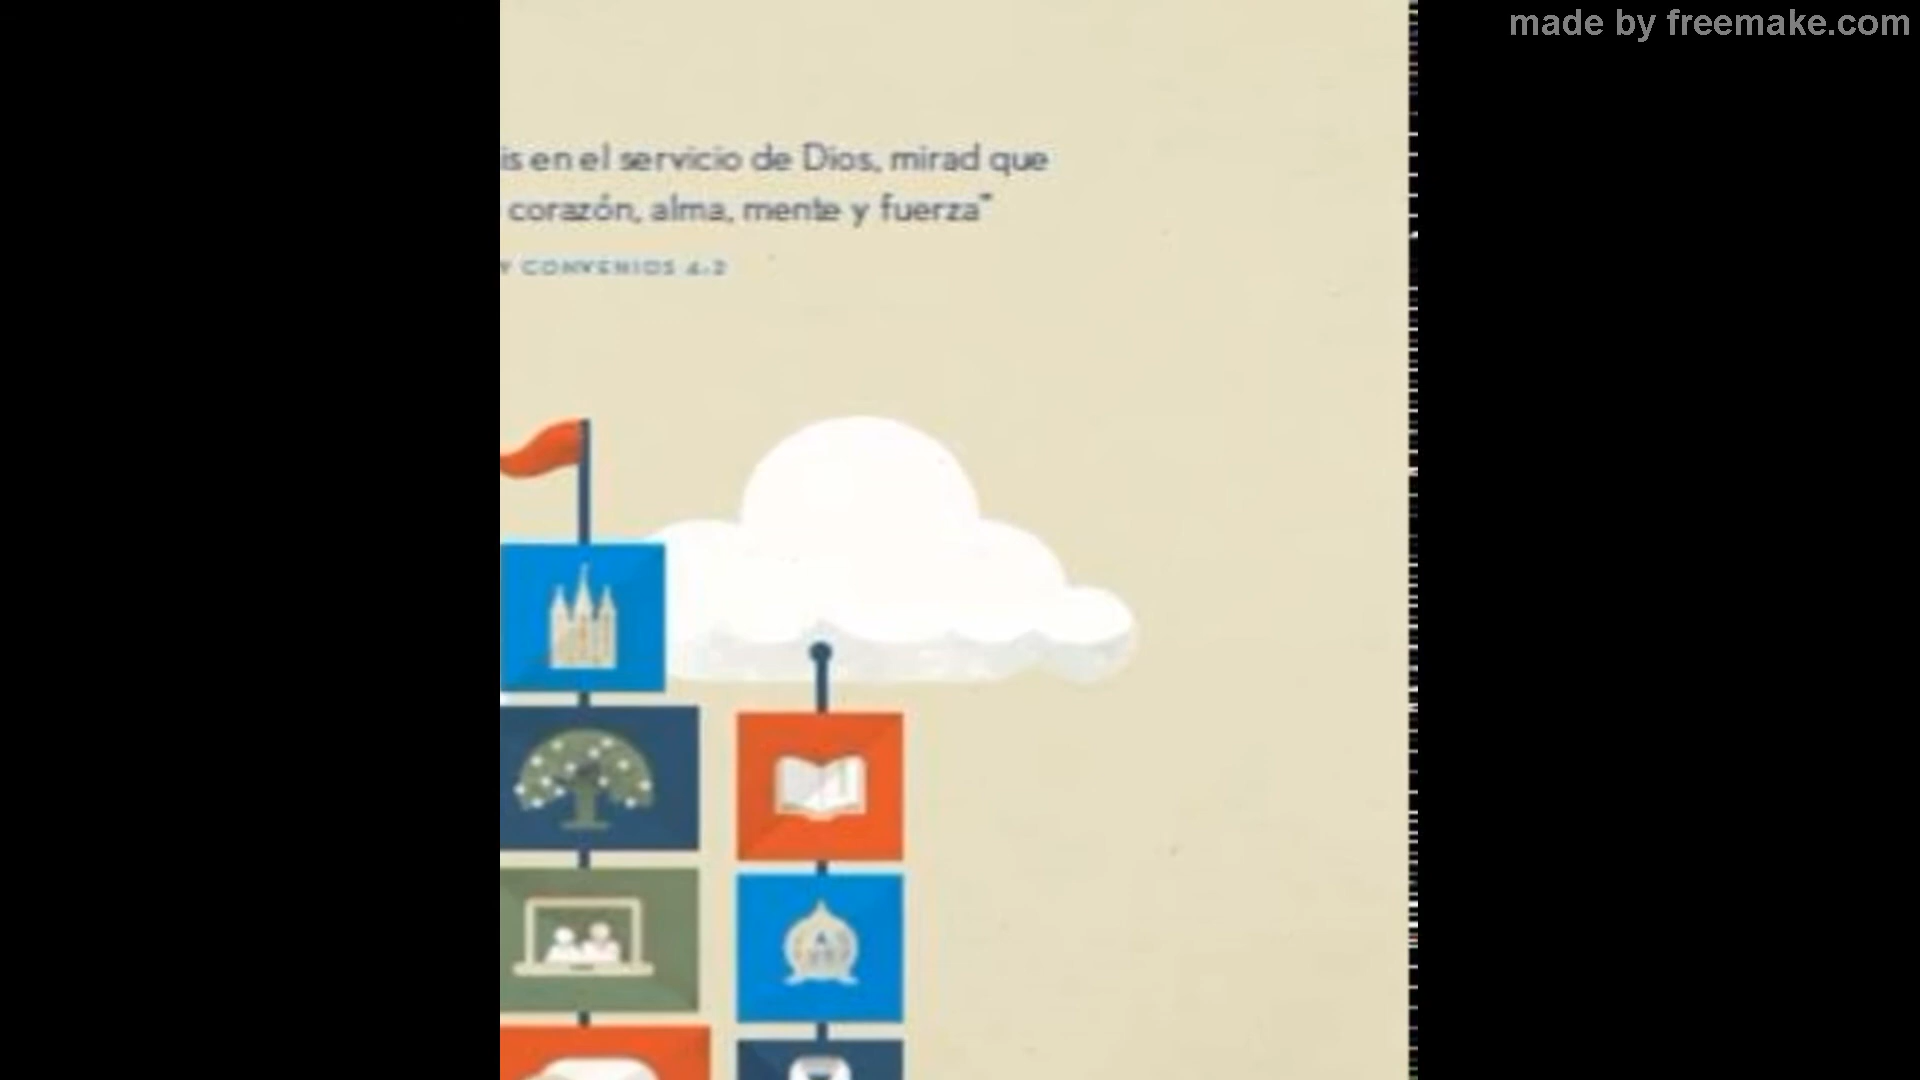 made by freemake.com
is en el servicio de Dios, mirad que
corazón, alma, mente y fuerza"
Y CONVENIOS 4:2